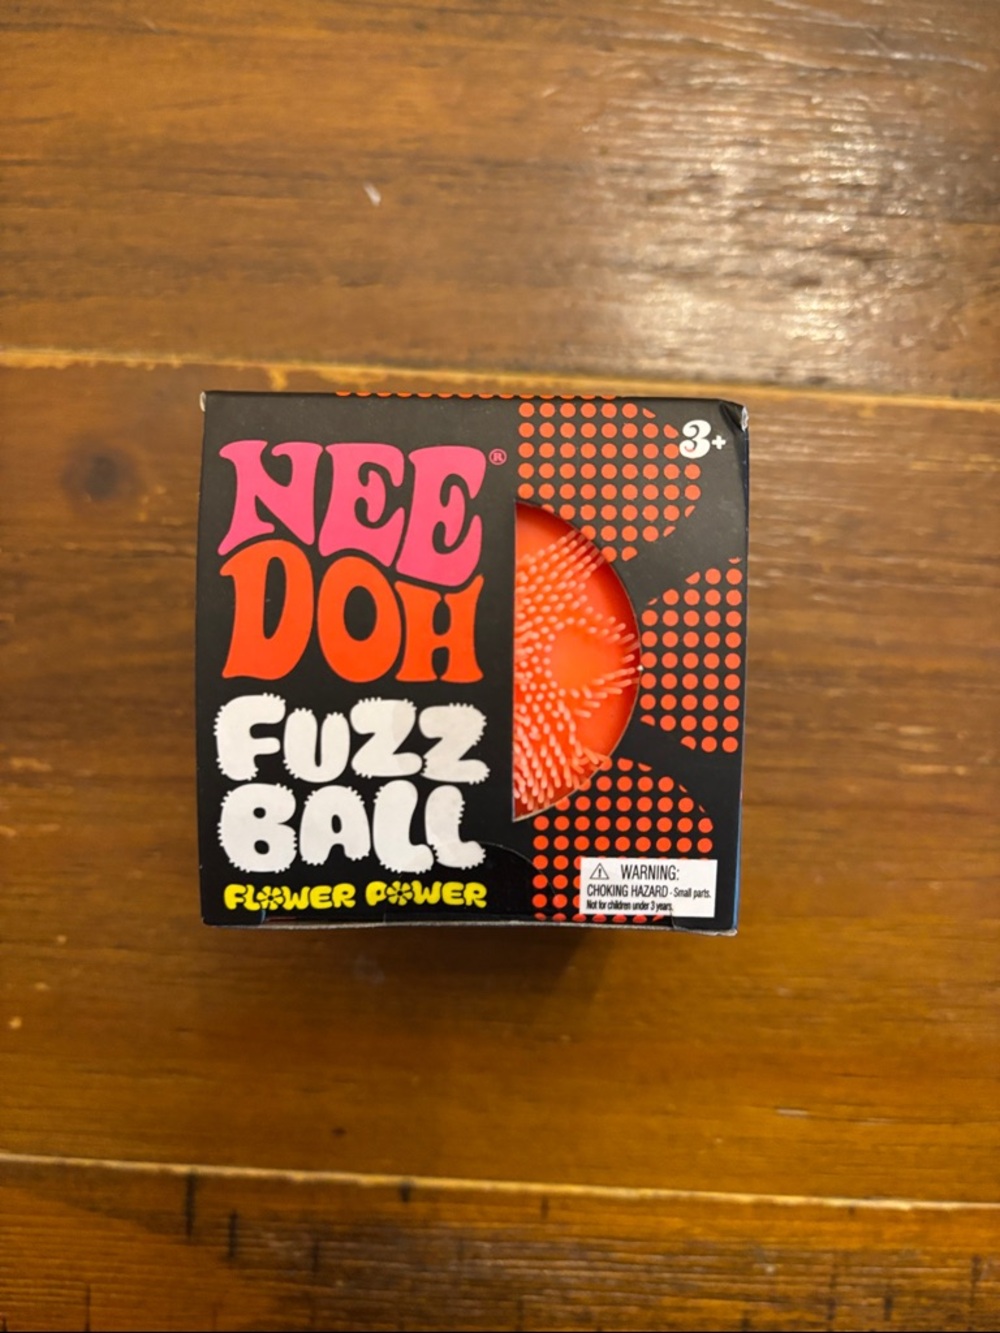 NEE®
DOH
FUZZ
BALL
FLOWER POWER
3+
⚠ WARNING:
CHOKING HAZARD - Small parts.
Not for children under 3 years.